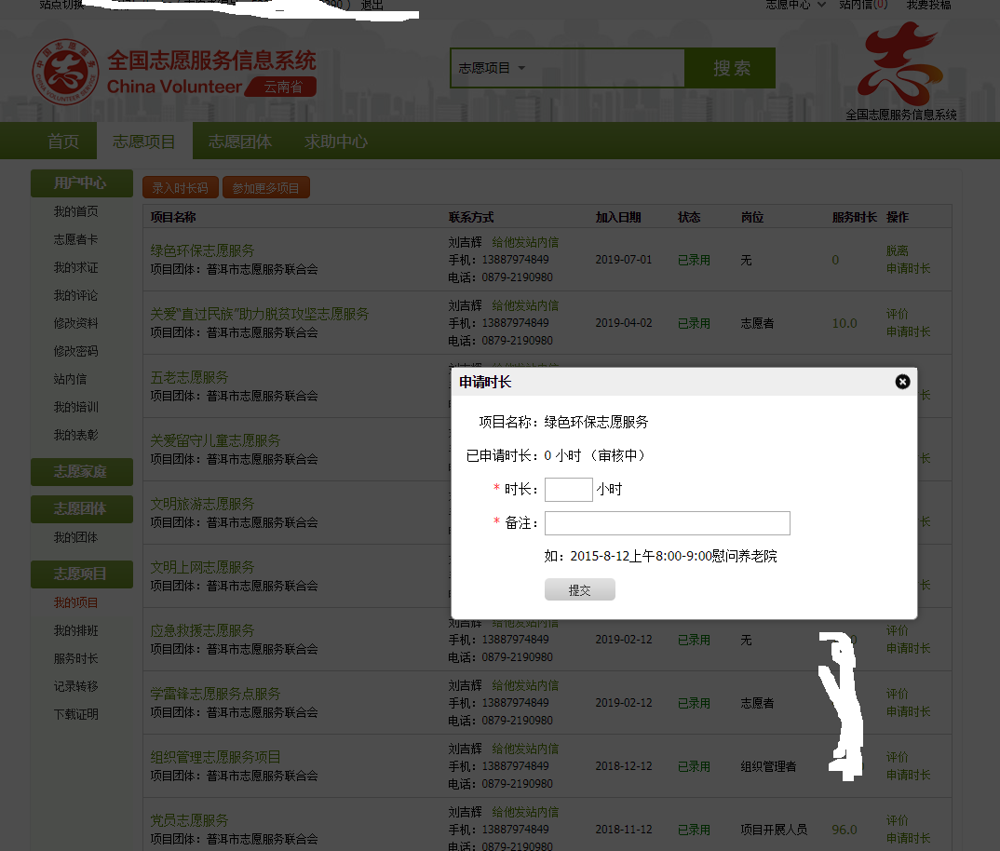 站点切换 退出 志愿中心 站内信(0) 我要投稿
全国志愿服务信息系统
China Volunteer 云南省
志愿项目 搜索
全国志愿服务信息系统
首页 志愿项目 志愿团体 求助中心
用户中心
我的首页
志愿者卡
我的求证
我的评论
修改资料
修改密码
站内信
我的培训
我的表彰
志愿家庭
志愿团体
我的团体
志愿项目
我的项目
我的排班
服务时长
记录转移
下载证明
录入时长码 参加更多项目
项目名称 联系方式 加入日期 状态 岗位 服务时长 操作
绿色环保志愿服务
项目团体：普洱市志愿服务联合会
刘吉辉 给他发站内信
手机：13887974849
电话：0879-2190980
2019-07-01 已录用 无 0
脱离
申请时长
关爱“直过民族”助力脱贫攻坚志愿服务
项目团体：普洱市志愿服务联合会
刘吉辉 给他发站内信
手机：13887974849
电话：0879-2190980
2019-04-02 已录用 志愿者 10.0
评价
申请时长
五老志愿服务
项目团体：普洱市志愿服务联合会
关爱留守儿童志愿服务
项目团体：普洱市志愿服务联合会
文明旅游志愿服务
项目团体：普洱市志愿服务联合会
文明上网志愿服务
项目团体：普洱市志愿服务联合会
申请时长
项目名称：绿色环保志愿服务
已申请时长：0 小时 （审核中）
* 时长： 小时
* 备注：
如：2015-8-12上午8:00-9:00慰问养老院
提交
应急救援志愿服务
项目团体：普洱市志愿服务联合会
刘吉辉 给他发站内信
手机：13887974849
电话：0879-2190980
2019-02-12 已录用 无
评价
申请时长
学雷锋志愿服务点服务
项目团体：普洱市志愿服务联合会
刘吉辉 给他发站内信
手机：13887974849
电话：0879-2190980
2019-02-12 已录用 志愿者
评价
申请时长
组织管理志愿服务项目
项目团体：普洱市志愿服务联合会
刘吉辉 给他发站内信
手机：13887974849
电话：0879-2190980
2018-12-12 已录用 组织管理者
评价
申请时长
党员志愿服务
项目团体：普洱市志愿服务联合会
刘吉辉 给他发站内信
手机：13887974849
电话：0879-2190980
2018-11-12 已录用 项目开展人员 96.0
评价
申请时长